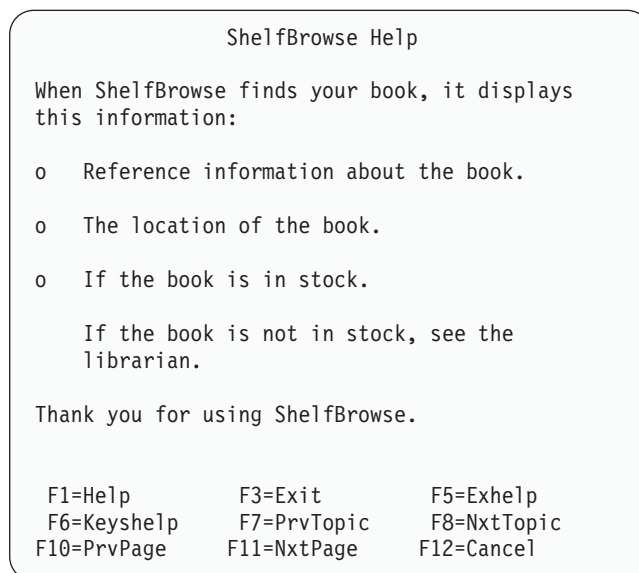 ShelfBrowse Help
When ShelfBrowse finds your book, it displays
this information:
o Reference information about the book.
o The location of the book.
o If the book is in stock.
If the book is not in stock, see the
librarian.
Thank you for using ShelfBrowse.
F1=Help F3=Exit F5=Exhelp
F6=Keyshelp F7=PrvTopic F8=NxtTopic
F10=PrvPage F11=NxtPage F12=Cancel